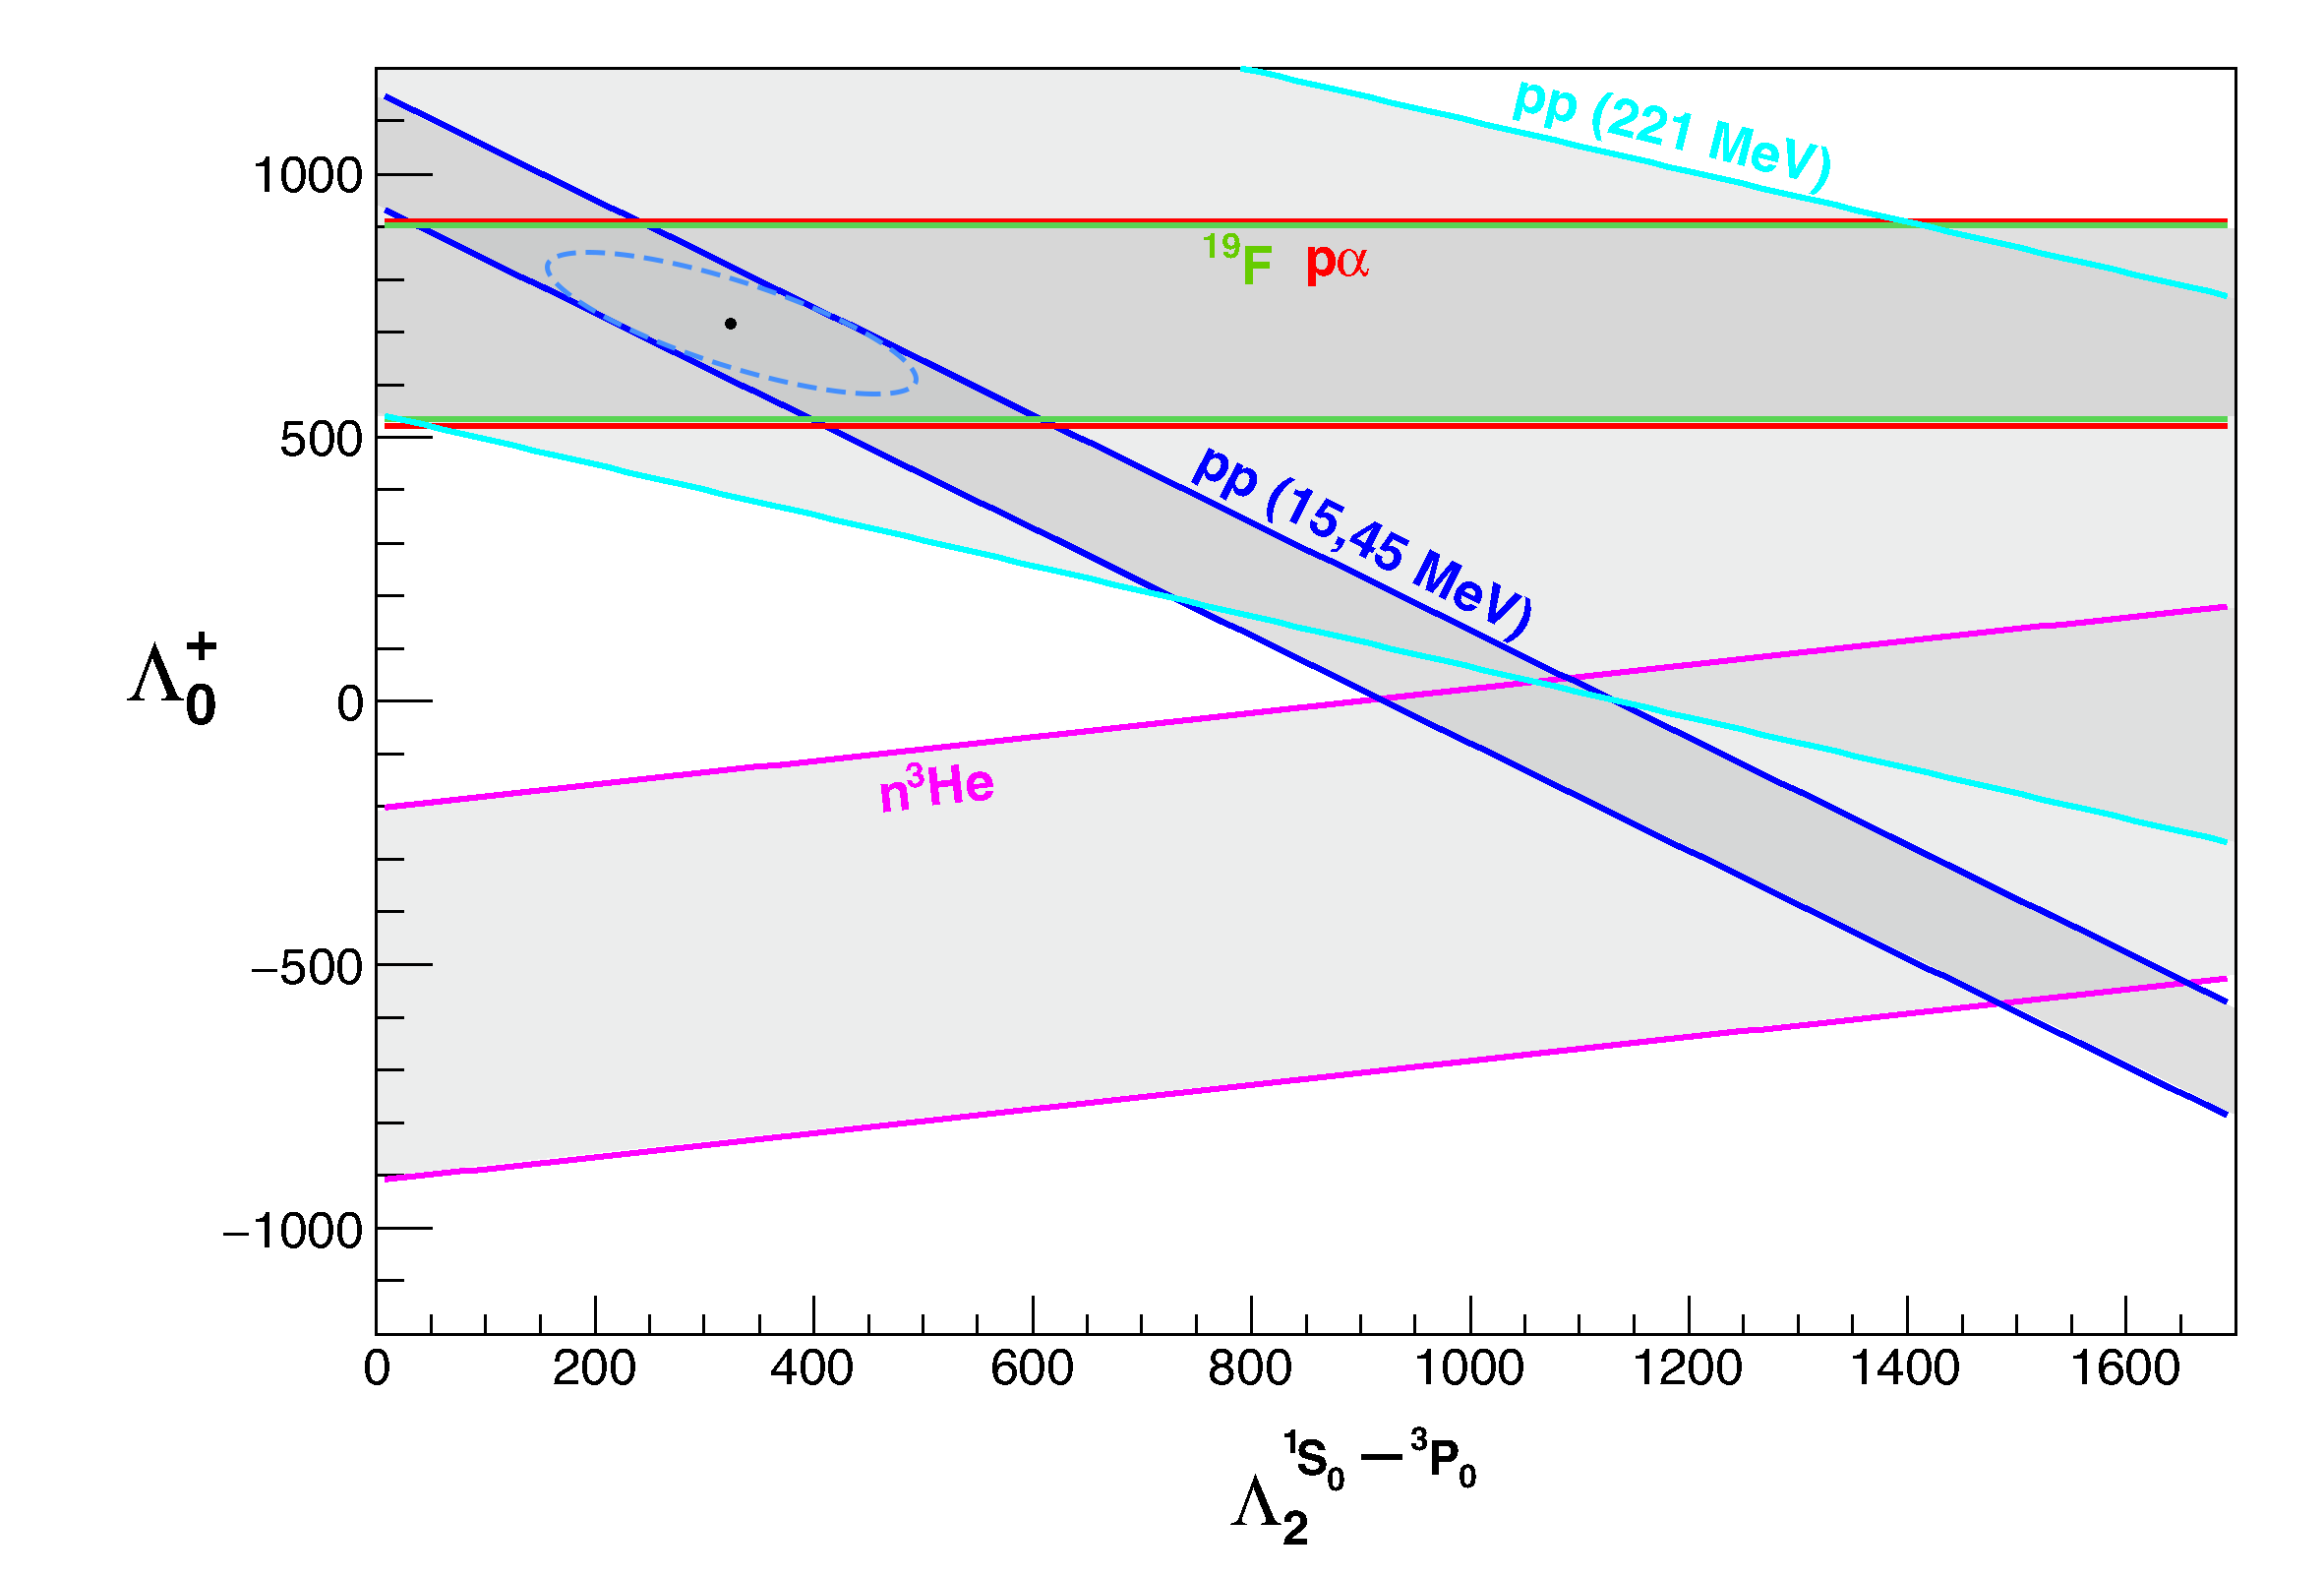 pp (221 MeV)
1000
¹⁹F pα
500
pp (15,45 MeV)
Λ₀⁺
0
n³He
−500
−1000
0 200 400 600 800 1000 1200 1400 1600
Λ₂ ¹S₀ — ³P₀